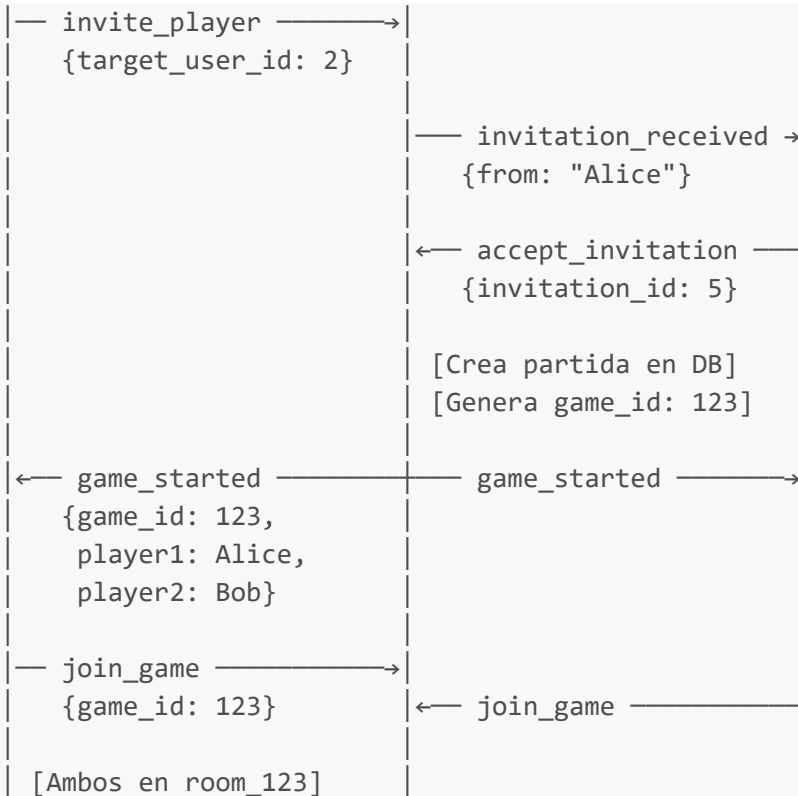 |── invite_player ───────→|
|   {target_user_id: 2}   |
|                         |
|                         |─── invitation_received →
|                         |   {from: "Alice"}
|                         |
|                         |←── accept_invitation ───
|                         |   {invitation_id: 5}
|                         |
|                         | [Crea partida en DB]
|                         | [Genera game_id: 123]
|                         |
|←── game_started ────────┼─── game_started ───────→
|   {game_id: 123,        |
|    player1: Alice,      |
|    player2: Bob}        |
|                         |
|── join_game ───────────→|
|   {game_id: 123}        |←── join_game ───────────
|                         |
| [Ambos en room_123]     |